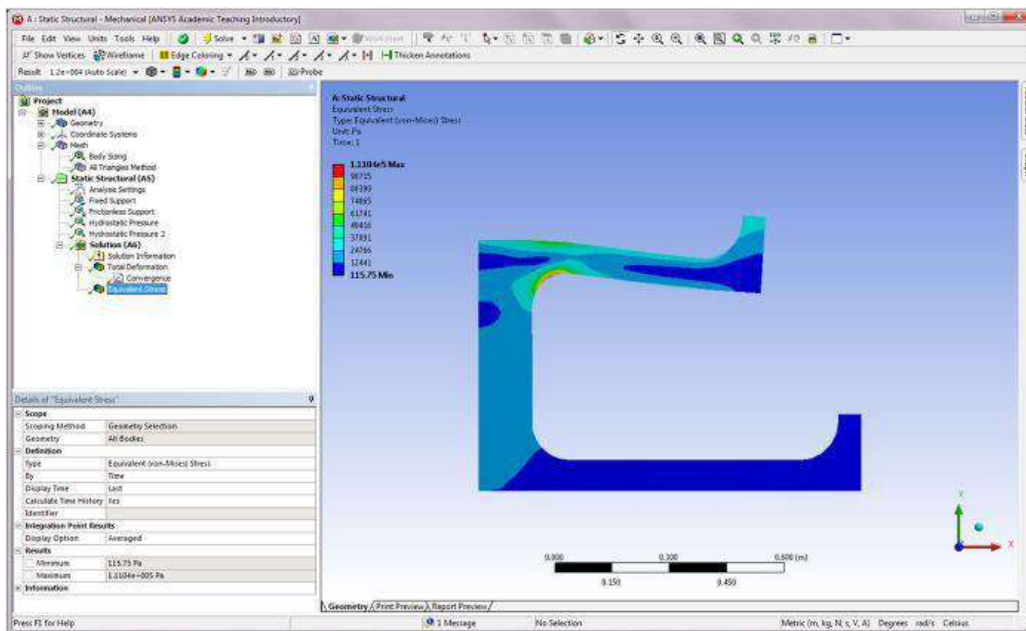 A : Static Structural - Mechanical [ANSYS Academic Teaching Introductory]
File Edit View Units Tools Help Solve
Show Vertices Wireframe Edge Coloring Thicken Annotations
Result 1.2e+004 (Auto Scale) Probe
Outline
Project
Model (A4)
Geometry
Coordinate Systems
Mesh
Body Sizing
All Triangles Method
Static Structural (A5)
Analysis Settings
Fixed Support
Frictionless Support
Hydrostatic Pressure
Hydrostatic Pressure 2
Solution (A6)
Solution Information
Total Deformation
Convergence
Equivalent Stress
Details of "Equivalent Stress"
Scope
Scoping Method Geometry Selection
Geometry All Bodies
Definition
Type Equivalent (von-Mises) Stress
By Time
Display Time Last
Calculate Time History Yes
Identifier
Integration Point Results
Display Option Averaged
Results
Minimum 115.75 Pa
Maximum 1.1104e+005 Pa
Information
A: Static Structural
Equivalent Stress
Type: Equivalent (von-Mises) Stress
Unit: Pa
Time: 1
1.1104e5 Max
98715
86390
74065
61741
49416
37091
24766
12441
115.75 Min
Y
X
0.000 0.300 0.600 (m)
0.150 0.450
Geometry Print Preview Report Preview
Press F1 for Help 1 Message No Selection Metric (m, kg, N, s, V, A) Degrees rad/s Celsius